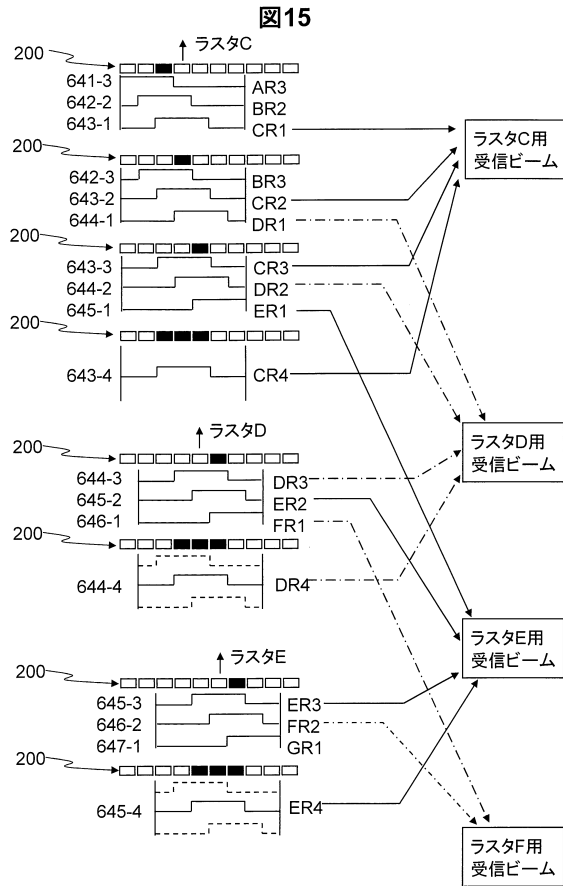 図15
ラスタC
200
641-3
AR3
642-2
BR2
643-1
CR1
ラスタC用
受信ビーム
200
642-3
BR3
643-2
CR2
644-1
DR1
200
643-3
CR3
644-2
DR2
645-1
ER1
200
643-4
CR4
ラスタD
200
ラスタD用
受信ビーム
644-3
DR3
645-2
ER2
646-1
FR1
200
644-4
DR4
ラスタE
200
ラスタE用
受信ビーム
645-3
ER3
646-2
FR2
647-1
GR1
200
645-4
ER4
ラスタF用
受信ビーム